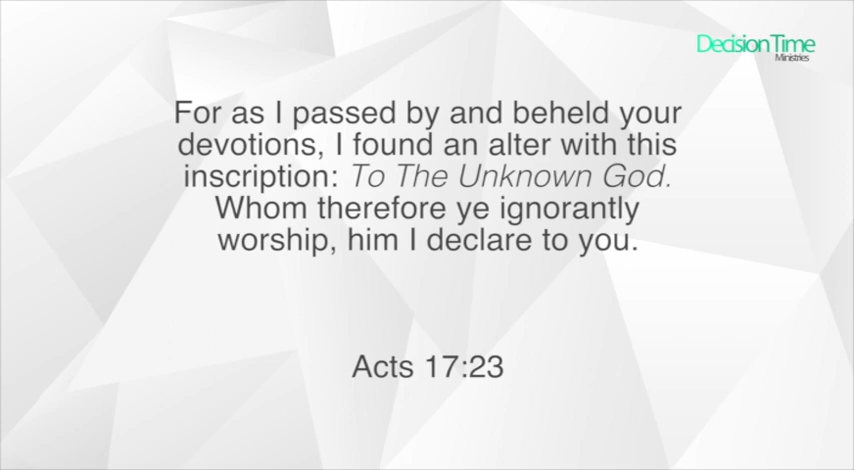 DecisionTime
Ministries
For as I passed by and beheld your
devotions, I found an alter with this
inscription: To The Unknown God.
Whom therefore ye ignorantly
worship, him I declare to you.
Acts 17:23